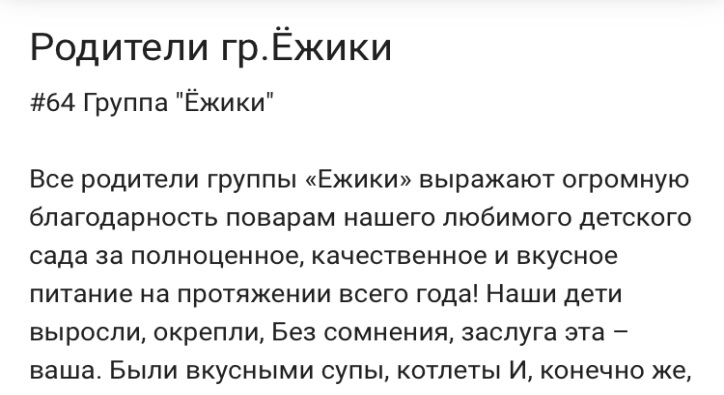 Родители гр.Ёжики
#64 Группа "Ёжики"
Все родители группы «Ежики» выражают огромную
благодарность поварам нашего любимого детского
сада за полноценное, качественное и вкусное
питание на протяжении всего года! Наши дети
выросли, окрепли, Без сомнения, заслуга эта –
ваша. Были вкусными супы, котлеты И, конечно же,